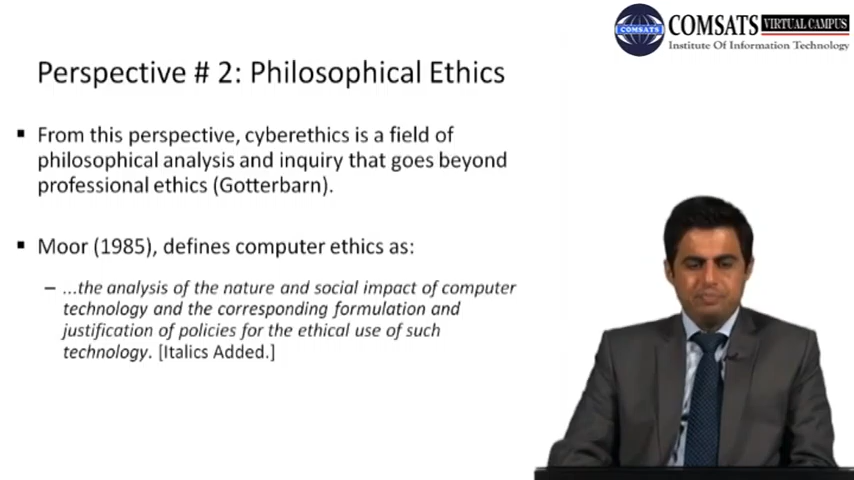 COMSATS VIRTUAL CAMPUS
COMSATS
Institute Of Information Technology
Perspective # 2: Philosophical Ethics
From this perspective, cyberethics is a field of
philosophical analysis and inquiry that goes beyond
professional ethics (Gotterbarn).
Moor (1985), defines computer ethics as:
– ...the analysis of the nature and social impact of computer
technology and the corresponding formulation and
justification of policies for the ethical use of such
technology. [Italics Added.]